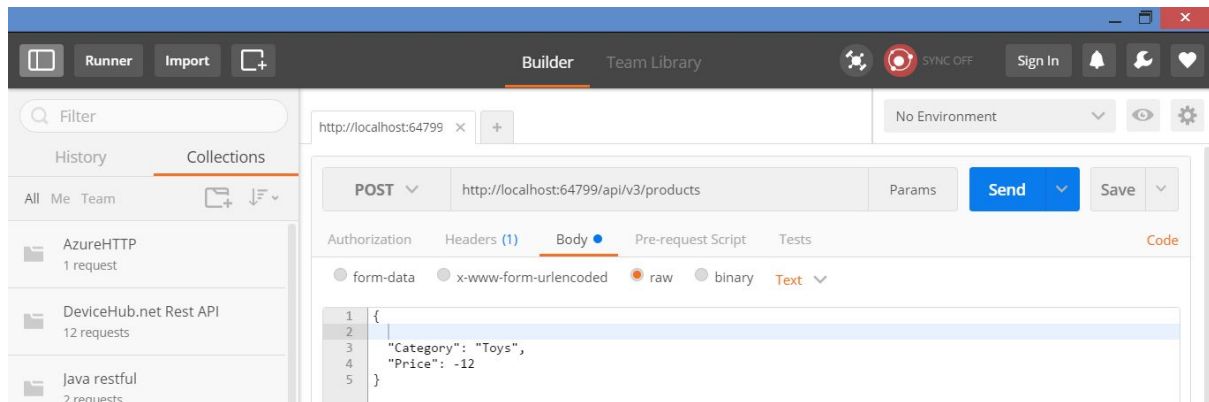 Runner Import Builder Team Library SYNC OFF Sign In
Filter
History Collections
All Me Team
AzureHTTP
1 request
DeviceHub.net Rest API
12 requests
Java restful
2 requests
http://localhost:64799
No Environment
POST http://localhost:64799/api/v3/products Params Send Save
Authorization Headers (1) Body Pre-request Script Tests Code
form-data x-www-form-urlencoded raw binary Text
1 {
2
3 "Category": "Toys",
4 "Price": -12
5 }